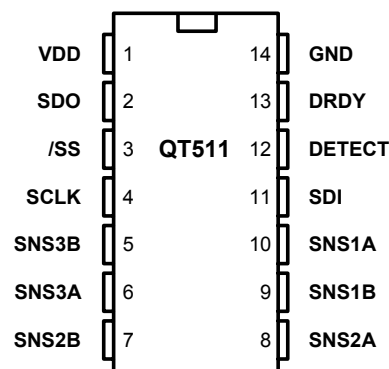 VDD 1 14 GND
SDO 2 13 DRDY
/SS 3 QT511 12 DETECT
SCLK 4 11 SDI
SNS3B 5 10 SNS1A
SNS3A 6 9 SNS1B
SNS2B 7 8 SNS2A